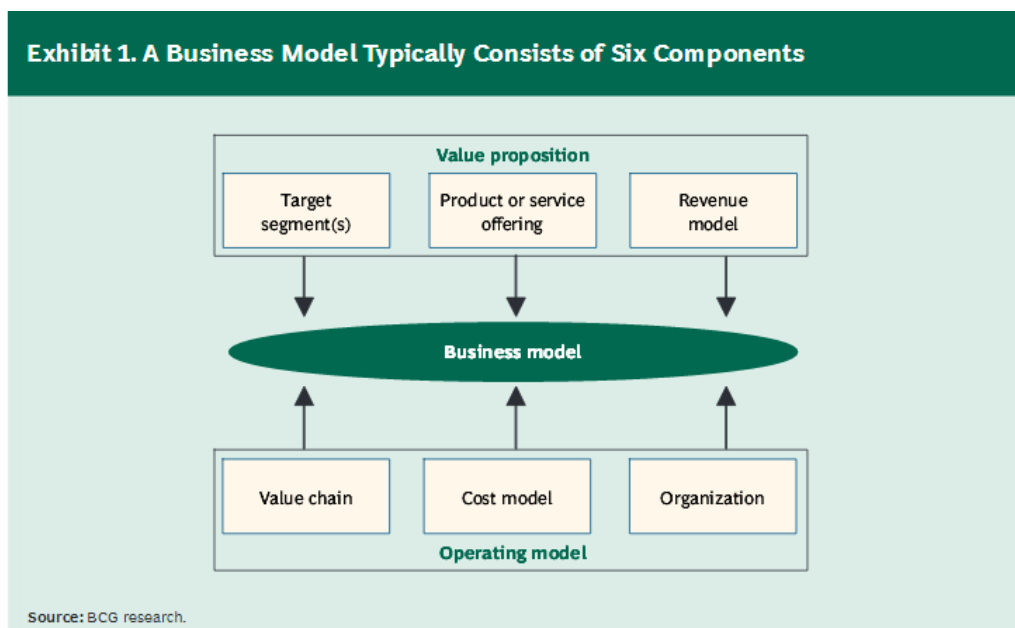 Exhibit 1. A Business Model Typically Consists of Six Components
Value proposition
Target
segment(s)
Product or service
offering
Revenue
model
Business model
Value chain
Cost model
Organization
Operating model
Source: BCG research.